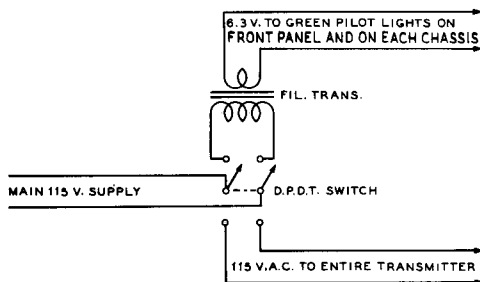 6.3 V. TO GREEN PILOT LIGHTS ON
FRONT PANEL AND ON EACH CHASSIS
FIL. TRANS.
MAIN 115 V. SUPPLY
D.P.D.T. SWITCH
115 V. A.C. TO ENTIRE TRANSMITTER